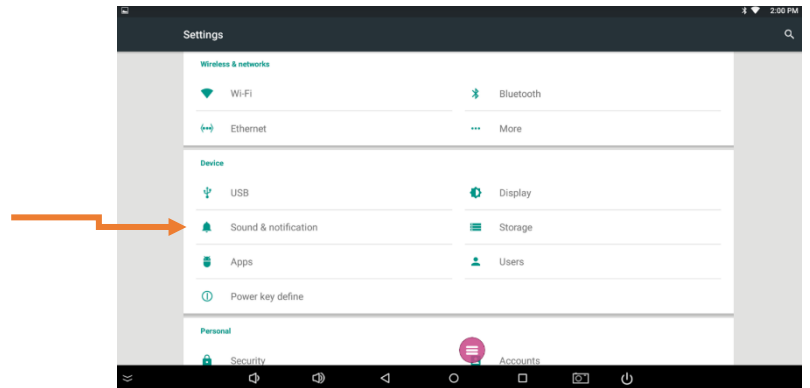 2:00 PM
Settings
Wireless & networks
Wi-Fi
Bluetooth
Ethernet
More
Device
USB
Display
Sound & notification
Storage
Apps
Users
Power key define
Personal
Security
Accounts